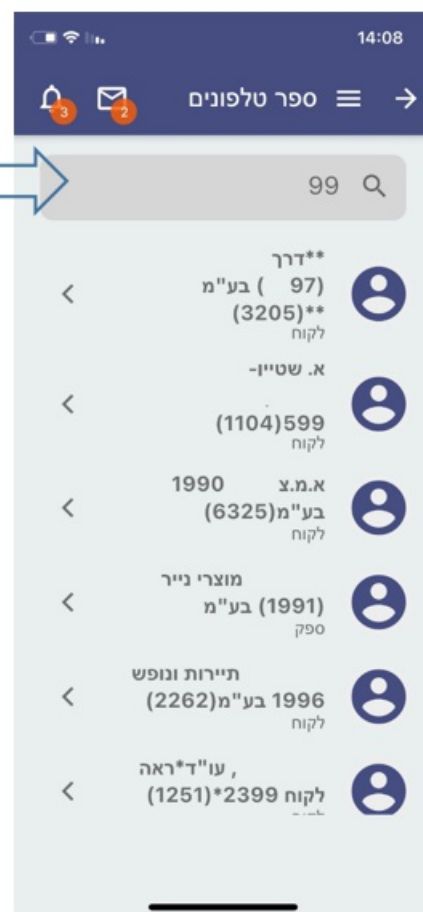 14:08
ספר טלפונים
2
3
99
**דרך
(97 ) בע"מ
**(3205)
לקוח
א. שטיין-
599(1104)
לקוח
א.מ.צ 1990
בע"מ(6325)
לקוח
מוצרי נייר
(1991) בע"מ
ספק
תיירות ונופש
1996 בע"מ(2262)
לקוח
, עו"ד*ראה
לקוח 2399*(1251)